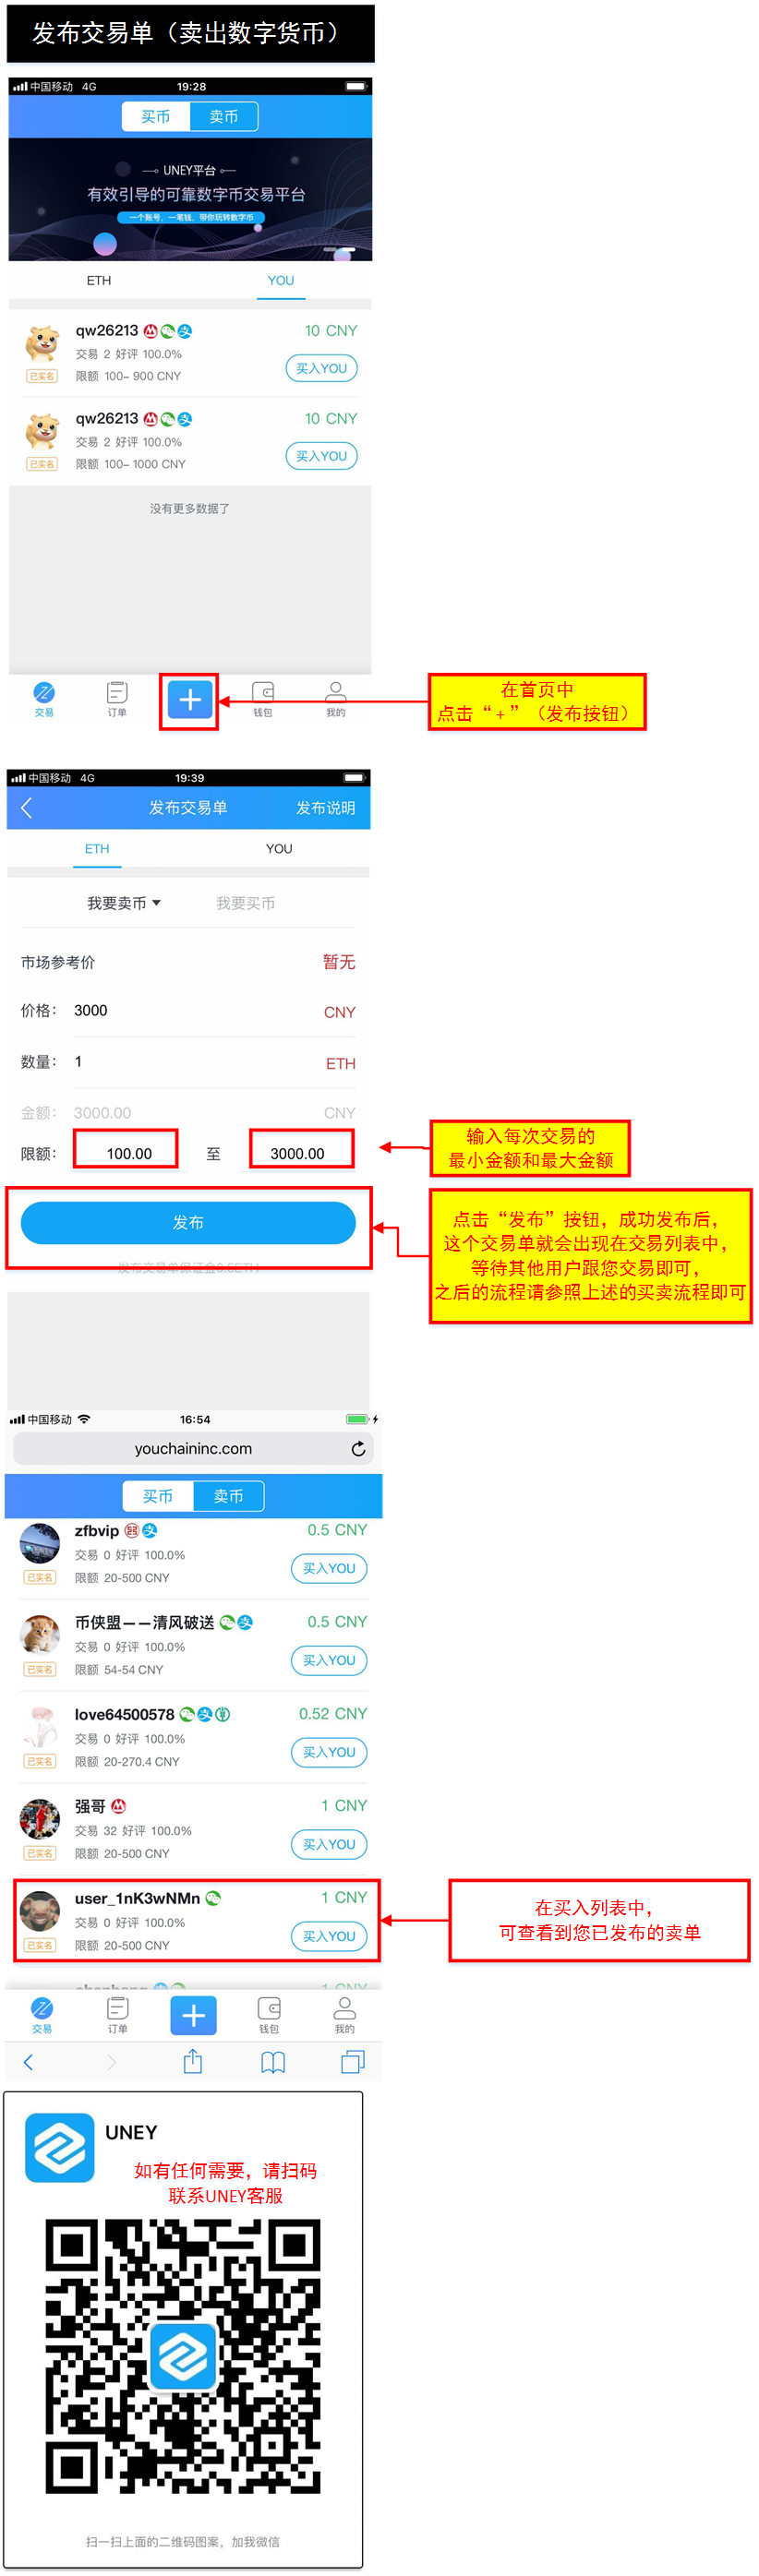 发布交易单（卖出数字货币）
中国移动 4G 19:28
买币 卖币
UNEY平台
有效引导的可靠数字币交易平台
一个账号，一笔钱，带你玩转数字币
ETH YOU
qw26213 10 CNY
交易 2 好评 100.0%
已实名 限额 100- 900 CNY 买入YOU
qw26213 10 CNY
交易 2 好评 100.0%
已实名 限额 100- 1000 CNY 买入YOU
没有更多数据了
交易 订单 钱包 我的
在首页中
点击“+”（发布按钮）
中国移动 4G 19:39
发布交易单 发布说明
ETH YOU
我要卖币 我要买币
市场参考价 暂无
价格： 3000 CNY
数量： 1 ETH
金额： 3000.00 CNY
限额： 100.00 至 3000.00
输入每次交易的
最小金额和最大金额
发布
发布交易单保证金0.5ETH
点击“发布”按钮，成功发布后，
这个交易单就会出现在交易列表中，
等待其他用户跟您交易即可，
之后的流程请参照上述的买卖流程即可
中国移动 16:54
youchaininc.com
买币 卖币
zfbvip 0.5 CNY
交易 0 好评 100.0%
已实名 限额 20-500 CNY 买入YOU
币侠盟——清风破送 0.5 CNY
交易 0 好评 100.0%
已实名 限额 54-54 CNY 买入YOU
love64500578 0.52 CNY
交易 0 好评 100.0%
已实名 限额 20-270.4 CNY 买入YOU
强哥 1 CNY
交易 32 好评 100.0%
已实名 限额 20-500 CNY 买入YOU
user_1nK3wNMn 1 CNY
交易 0 好评 100.0%
已实名 限额 20-500 CNY 买入YOU
在买入列表中，
可查看到您已发布的卖单
1 CNY
交易 订单 钱包 我的
UNEY
如有任何需要，请扫码
联系UNEY客服
扫一扫上面的二维码图案，加我微信